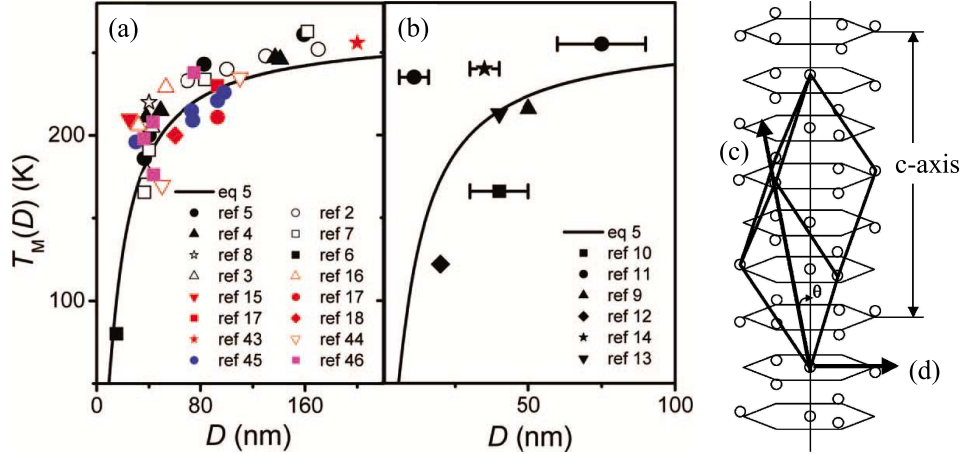 (a)
(b)
T_M(D) (K)
200
100
0
80
160
D (nm)
eq 5
ref 5
ref 4
ref 8
ref 3
ref 15
ref 17
ref 43
ref 45
ref 2
ref 7
ref 6
ref 16
ref 17
ref 18
ref 44
ref 46
50
100
D (nm)
eq 5
ref 10
ref 11
ref 9
ref 12
ref 14
ref 13
(c)
c-axis
θ
(d)